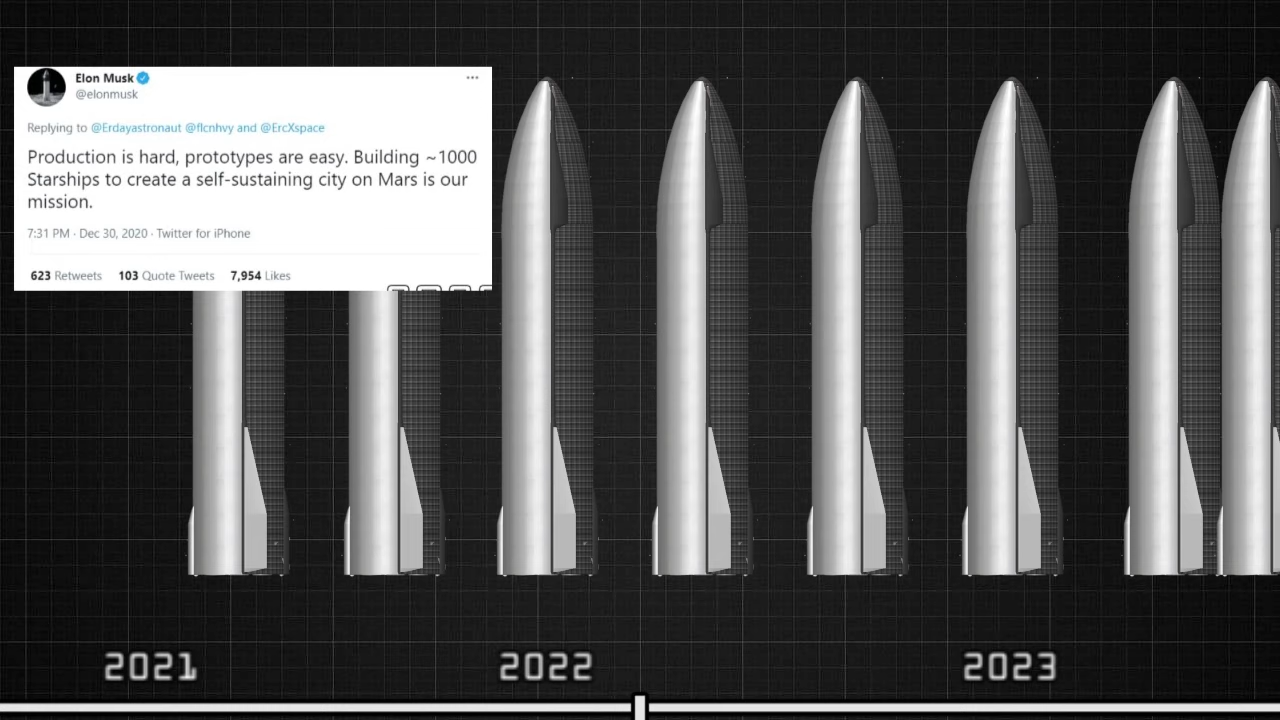 Elon Musk
@elonmusk
Replying to @Erdayastronaut @flcnhvy and @ErcXspace
Production is hard, prototypes are easy. Building ~1000
Starships to create a self-sustaining city on Mars is our
mission.
7:31 PM · Dec 30, 2020 · Twitter for iPhone
623 Retweets 103 Quote Tweets 7,954 Likes
2021 2022 2023